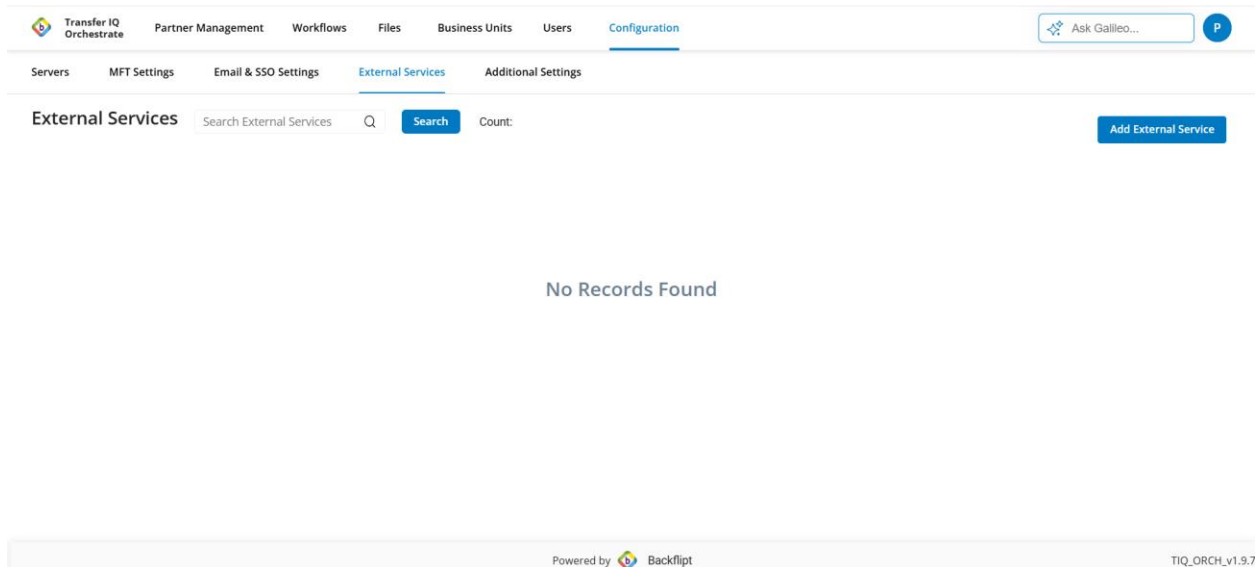 Transfer IQ
Orchestrate
Partner Management Workflows Files Business Units Users Configuration
Ask Galileo...
P
Servers MFT Settings Email & SSO Settings External Services Additional Settings
External Services Search External Services Search Count:
Add External Service
No Records Found
Powered by Backflipt
TIQ_ORCH_v1.9.7